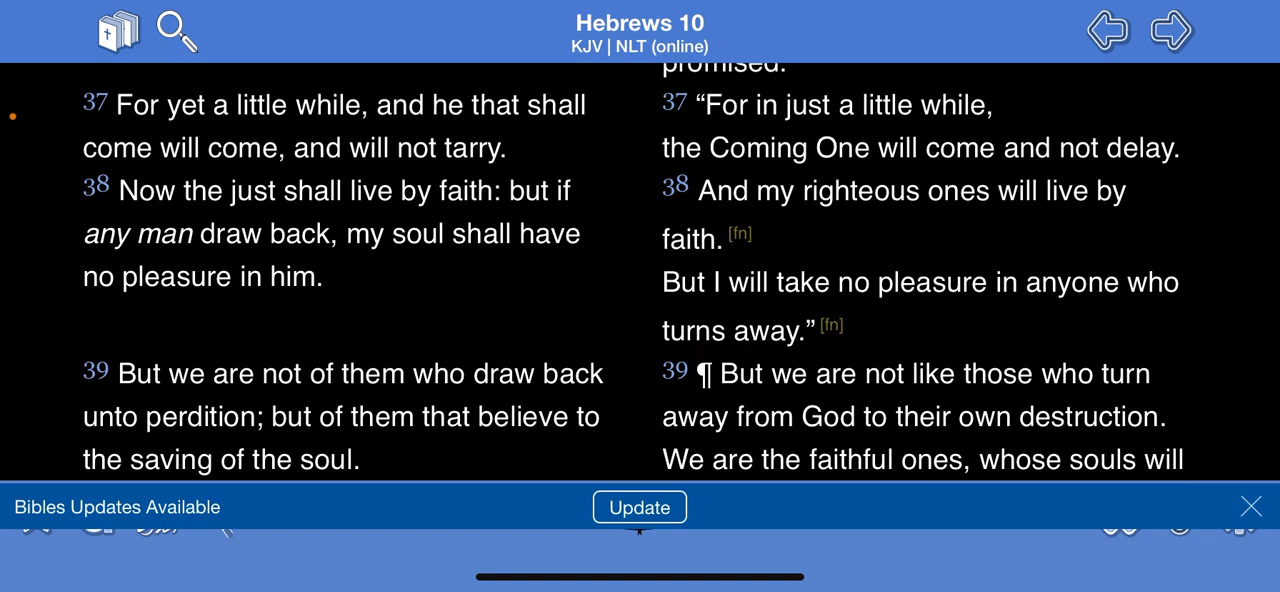 Hebrews 10
KJV | NLT (online)
37 For yet a little while, and he that shall
come will come, and will not tarry.
38 Now the just shall live by faith: but if
any man draw back, my soul shall have
no pleasure in him.
39 But we are not of them who draw back
unto perdition; but of them that believe to
the saving of the soul.
promised.
37 “For in just a little while,
the Coming One will come and not delay.
38 And my righteous ones will live by
faith. [fn]
But I will take no pleasure in anyone who
turns away.” [fn]
39 ¶ But we are not like those who turn
away from God to their own destruction.
We are the faithful ones, whose souls will
Bibles Updates Available
Update